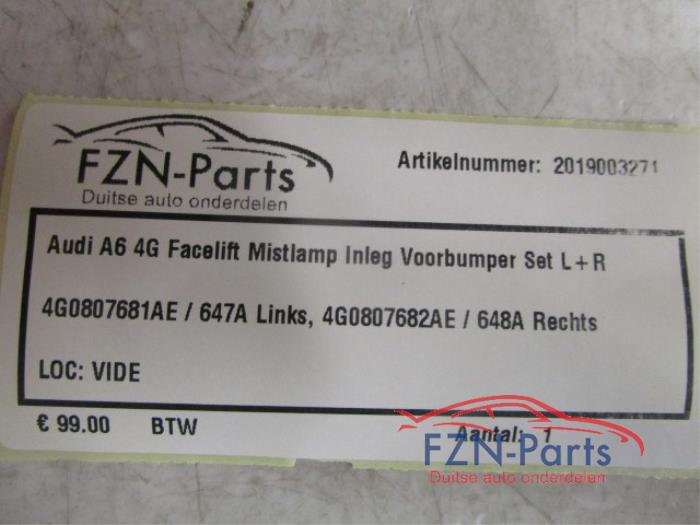 FZN-Parts
Duitse auto onderdelen
Artikelnummer: 2019003271
Audi A6 4G Facelift Mistlamp Inleg Voorbumper Set L+R
4G0807681AE / 647A Links, 4G0807682AE / 648A Rechts
LOC: VIDE
€ 99.00 BTW Aantal: 1
FZN-Parts
Duitse auto onderdelen